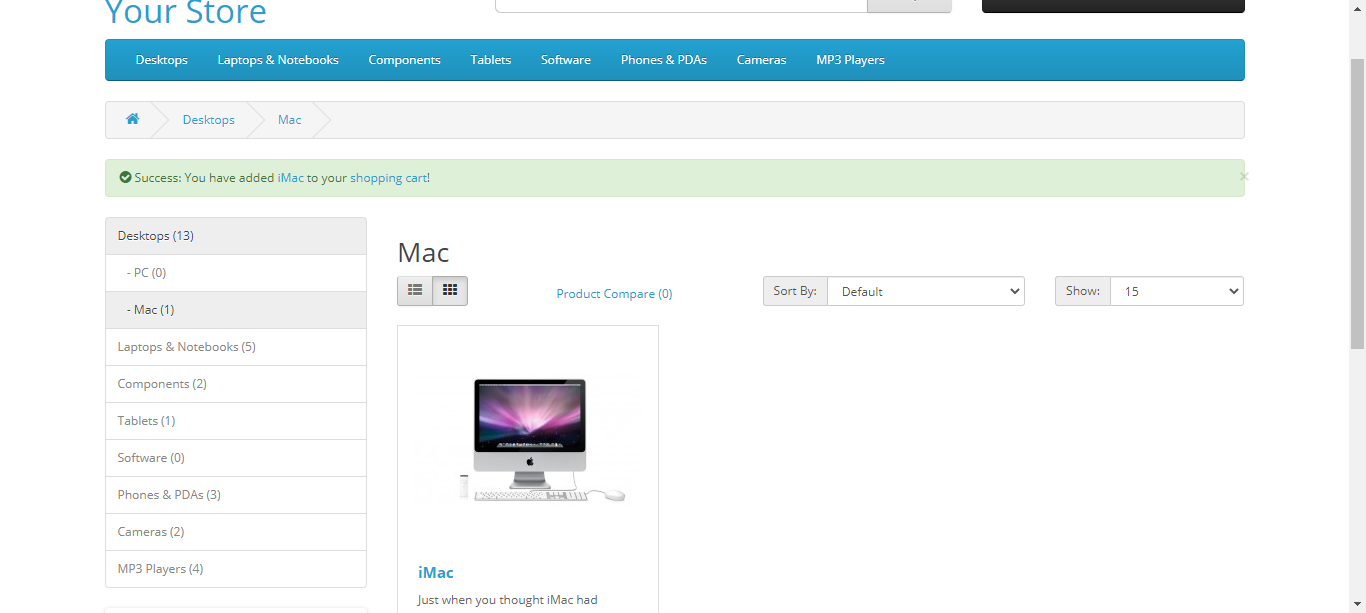 Your Store
Desktops Laptops & Notebooks Components Tablets Software Phones & PDAs Cameras MP3 Players
Desktops Mac
Success: You have added iMac to your shopping cart!
×
Desktops (13)
- PC (0)
- Mac (1)
Laptops & Notebooks (5)
Components (2)
Tablets (1)
Software (0)
Phones & PDAs (3)
Cameras (2)
MP3 Players (4)
Mac
Product Compare (0) Sort By: Default Show: 15
iMac
Just when you thought iMac had